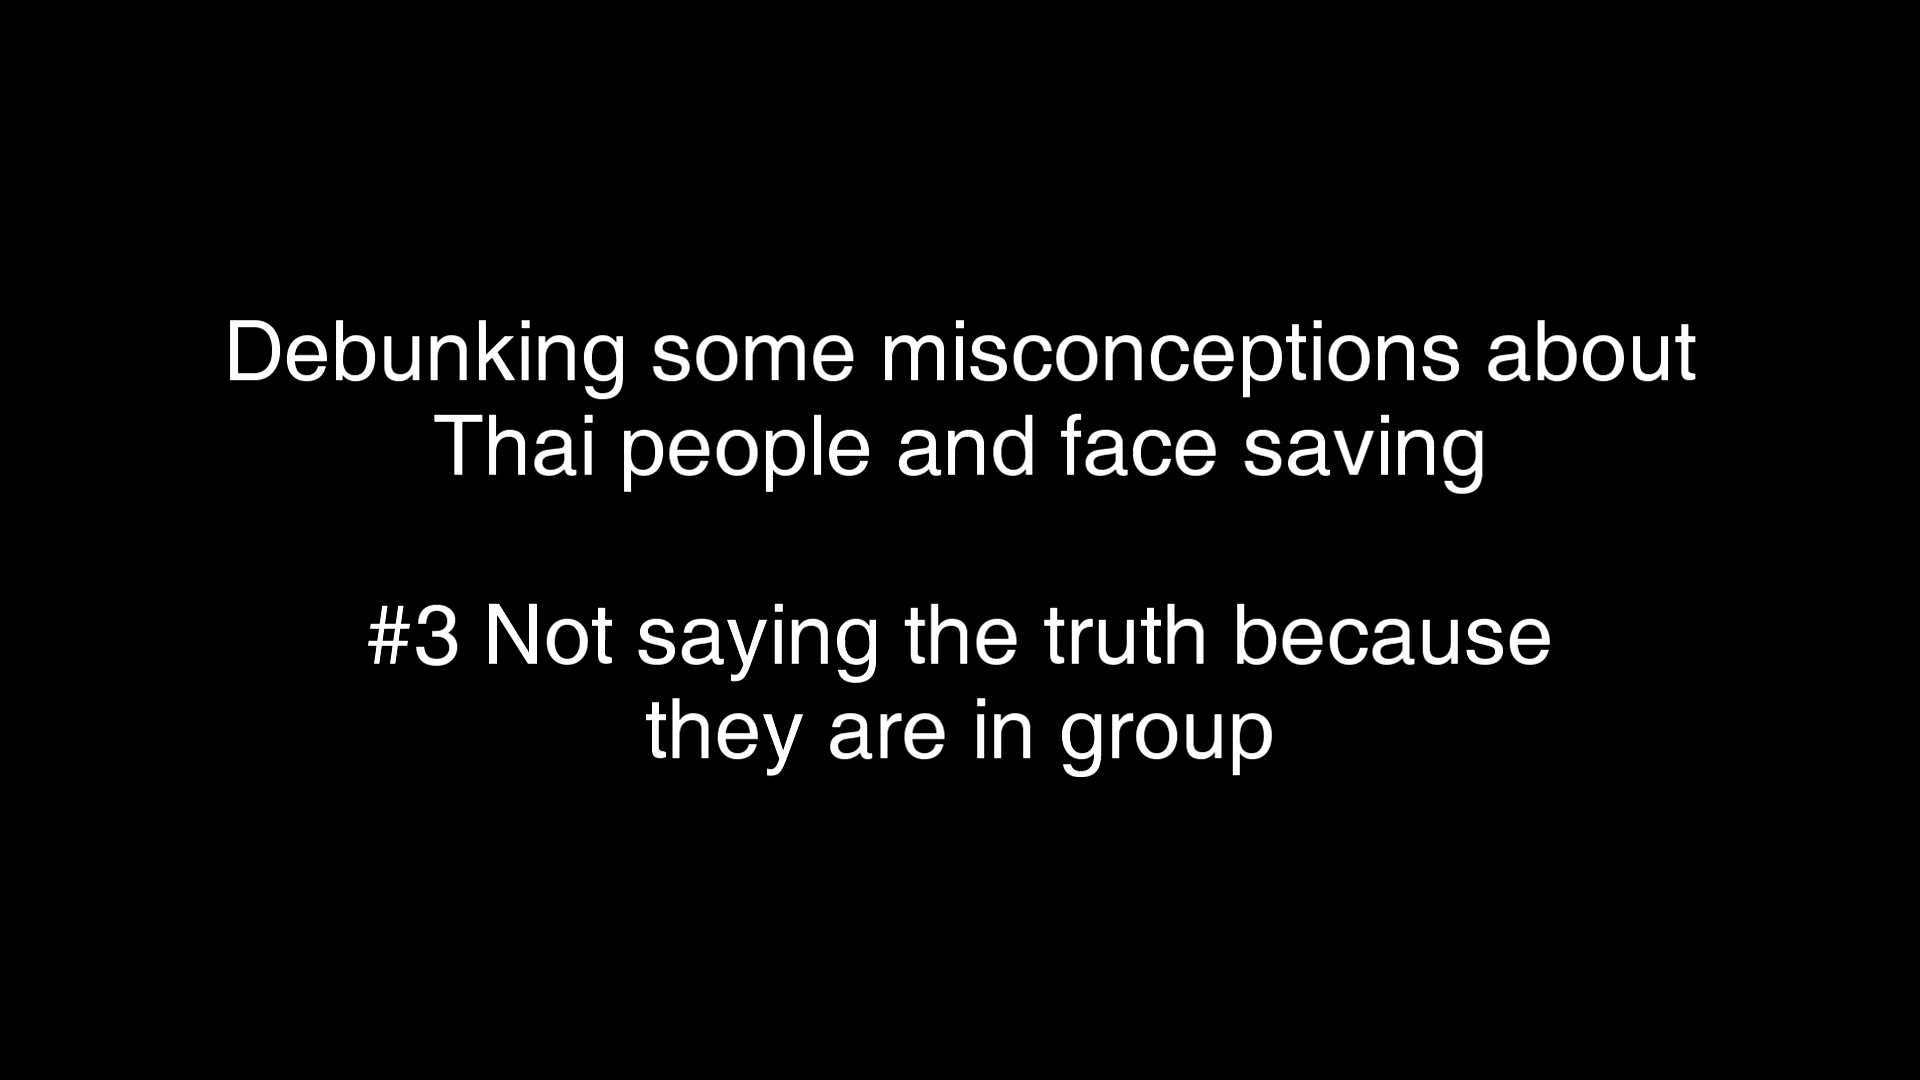 Debunking some misconceptions about
Thai people and face saving
#3 Not saying the truth because
they are in group